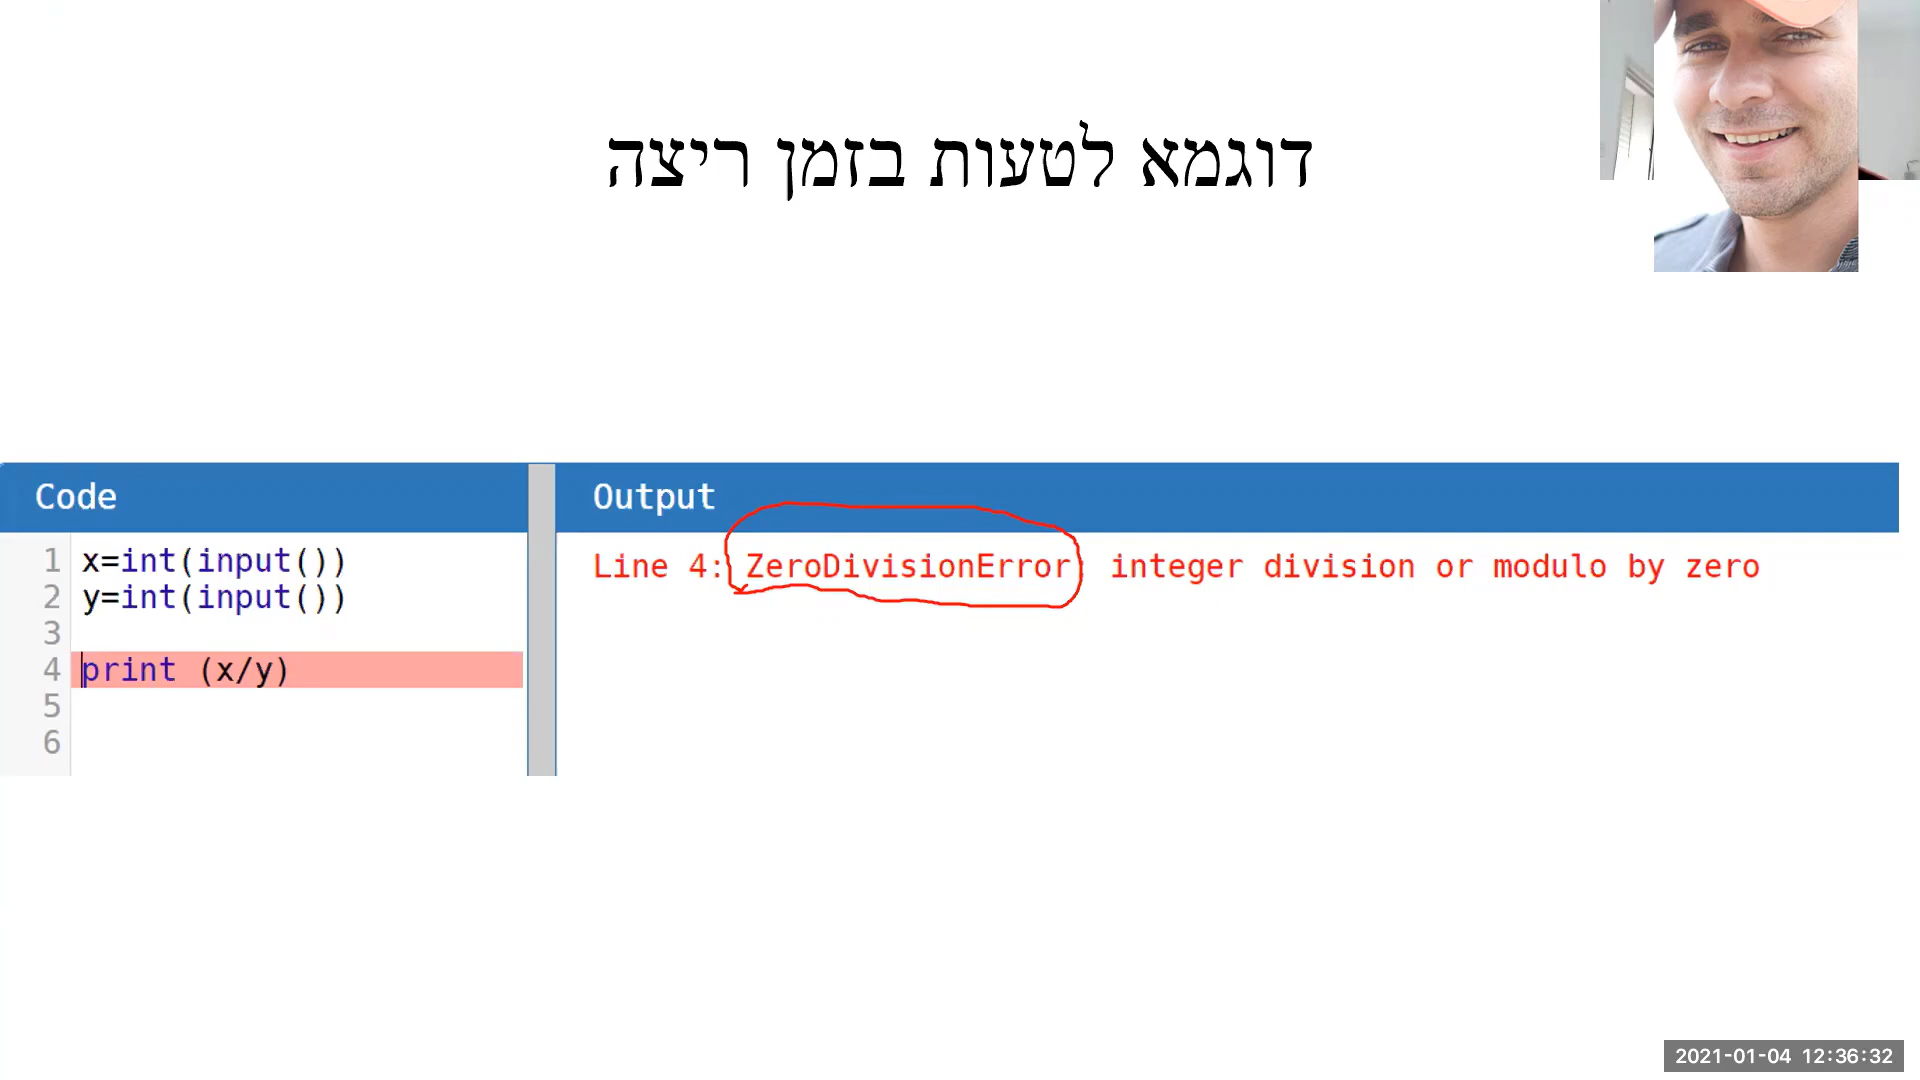 דוגמא לטעות בזמן ריצה
Code
Output
1 x=int(input())
2 y=int(input())
3
4 print (x/y)
5
6
Line 4: ZeroDivisionError integer division or modulo by zero
2021-01-04 12:36:32